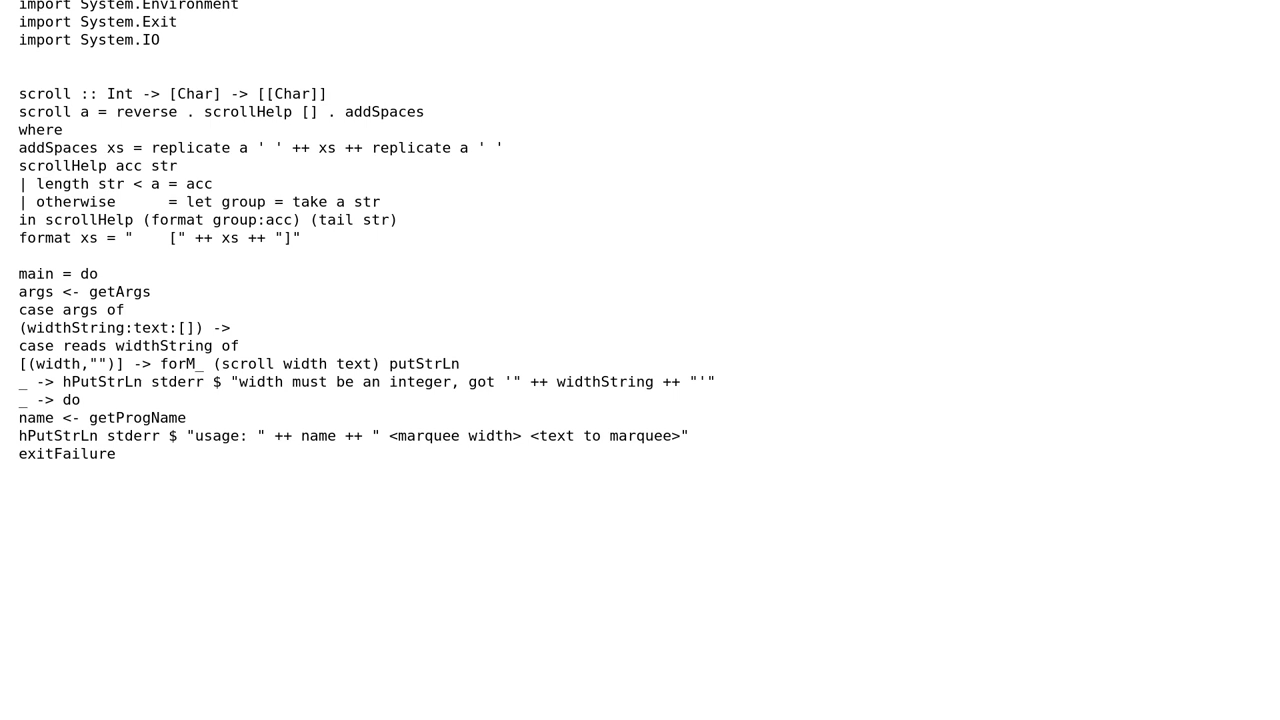 import System.Environment
import System.Exit
import System.IO
scroll :: Int -> [Char] -> [[Char]]
scroll a = reverse . scrollHelp [] . addSpaces
where
addSpaces xs = replicate a ' ' ++ xs ++ replicate a ' '
scrollHelp acc str
| length str < a = acc
| otherwise      = let group = take a str
in scrollHelp (format group:acc) (tail str)
format xs = "    [" ++ xs ++ "]"
main = do
args <- getArgs
case args of
(widthString:text:[]) ->
case reads widthString of
[(width,"")] -> forM_ (scroll width text) putStrLn
_ -> hPutStrLn stderr $ "width must be an integer, got '" ++ widthString ++ "'"
_ -> do
name <- getProgName
hPutStrLn stderr $ "usage: " ++ name ++ " <marquee width> <text to marquee>"
exitFailure